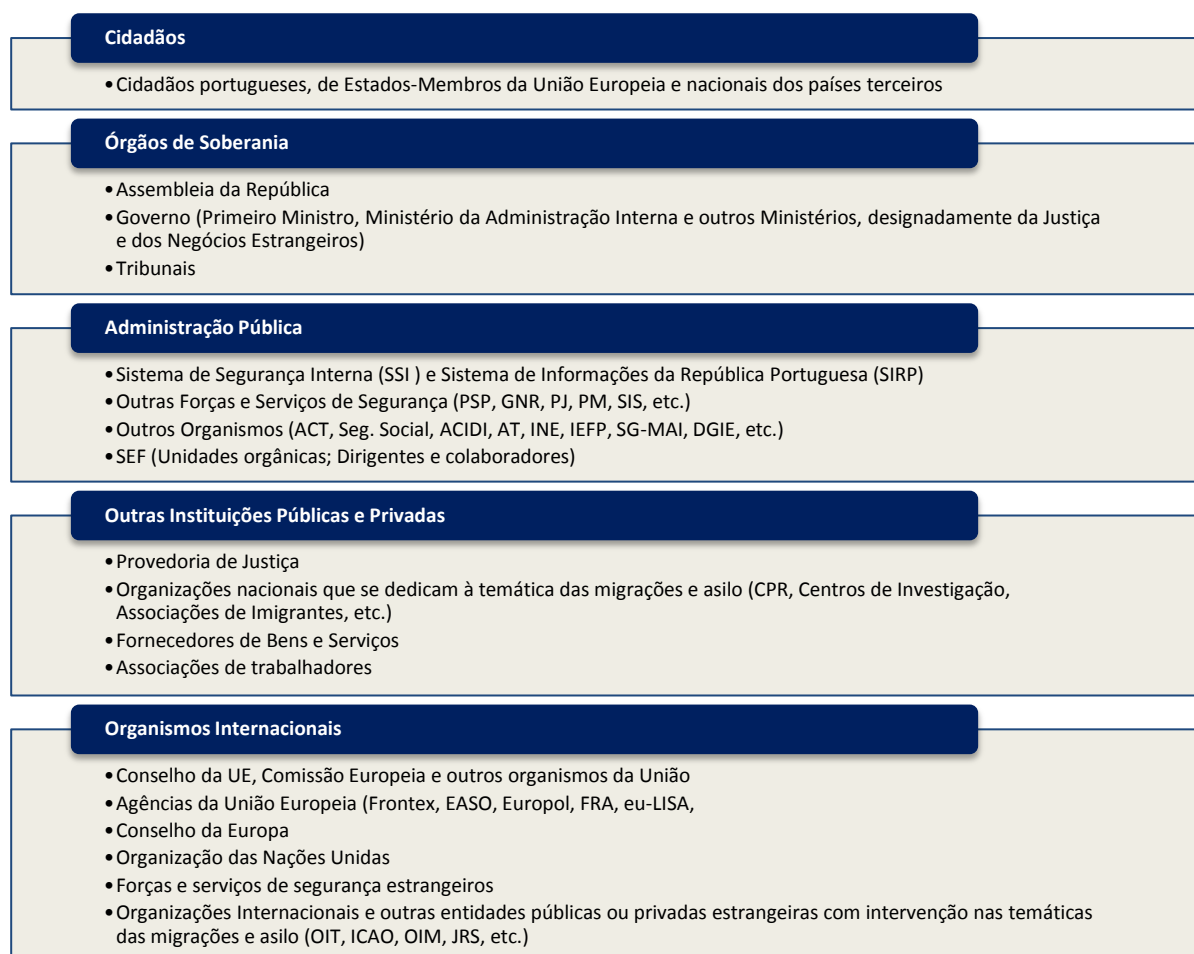 Cidadãos
•Cidadãos portugueses, de Estados-Membros da União Europeia e nacionais dos países terceiros
Órgãos de Soberania
•Assembleia da República
•Governo (Primeiro Ministro, Ministério da Administração Interna e outros Ministérios, designadamente da Justiça
e dos Negócios Estrangeiros)
•Tribunais
Administração Pública
•Sistema de Segurança Interna (SSI ) e Sistema de Informações da República Portuguesa (SIRP)
•Outras Forças e Serviços de Segurança (PSP, GNR, PJ, PM, SIS, etc.)
•Outros Organismos (ACT, Seg. Social, ACIDI, AT, INE, IEFP, SG-MAI, DGIE, etc.)
•SEF (Unidades orgânicas; Dirigentes e colaboradores)
Outras Instituições Públicas e Privadas
•Provedoria de Justiça
•Organizações nacionais que se dedicam à temática das migrações e asilo (CPR, Centros de Investigação,
Associações de Imigrantes, etc.)
•Fornecedores de Bens e Serviços
•Associações de trabalhadores
Organismos Internacionais
•Conselho da UE, Comissão Europeia e outros organismos da União
•Agências da União Europeia (Frontex, EASO, Europol, FRA, eu-LISA,
•Conselho da Europa
•Organização das Nações Unidas
•Forças e serviços de segurança estrangeiros
•Organizações Internacionais e outras entidades públicas ou privadas estrangeiras com intervenção nas temáticas
das migrações e asilo (OIT, ICAO, OIM, JRS, etc.)